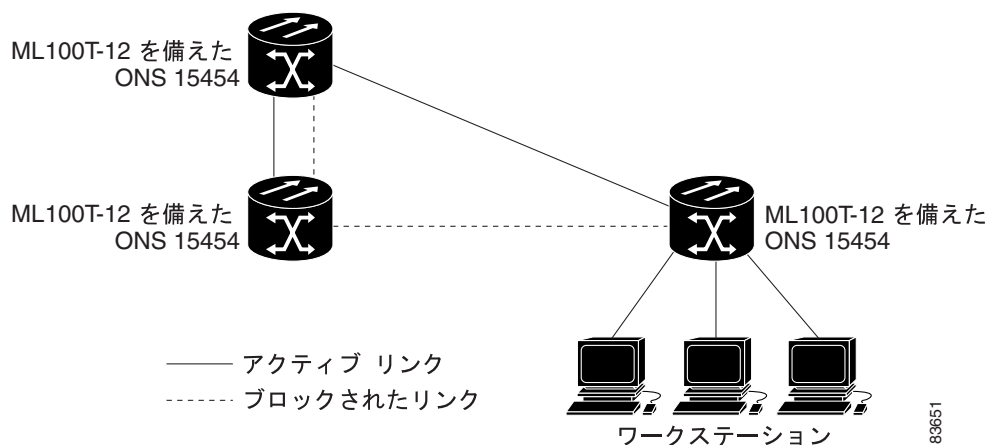 ML100T-12 を備えた
ONS 15454
ML100T-12 を備えた
ONS 15454
ML100T-12 を備えた
ONS 15454
アクティブ リンク
ブロックされたリンク
ワークステーション
83651